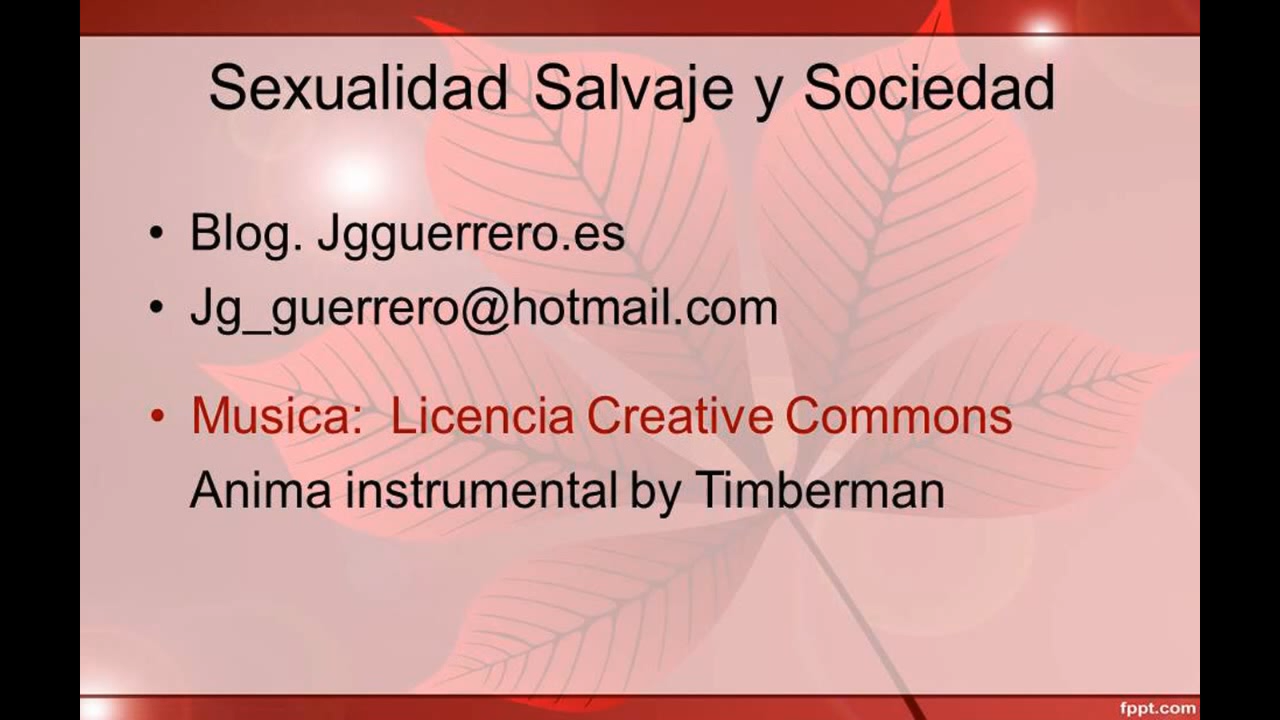 Sexualidad Salvaje y Sociedad
• Blog. Jgguerrero.es
• Jg_guerrero@hotmail.com
• Musica: Licencia Creative Commons
Anima instrumental by Timberman
fppt.com